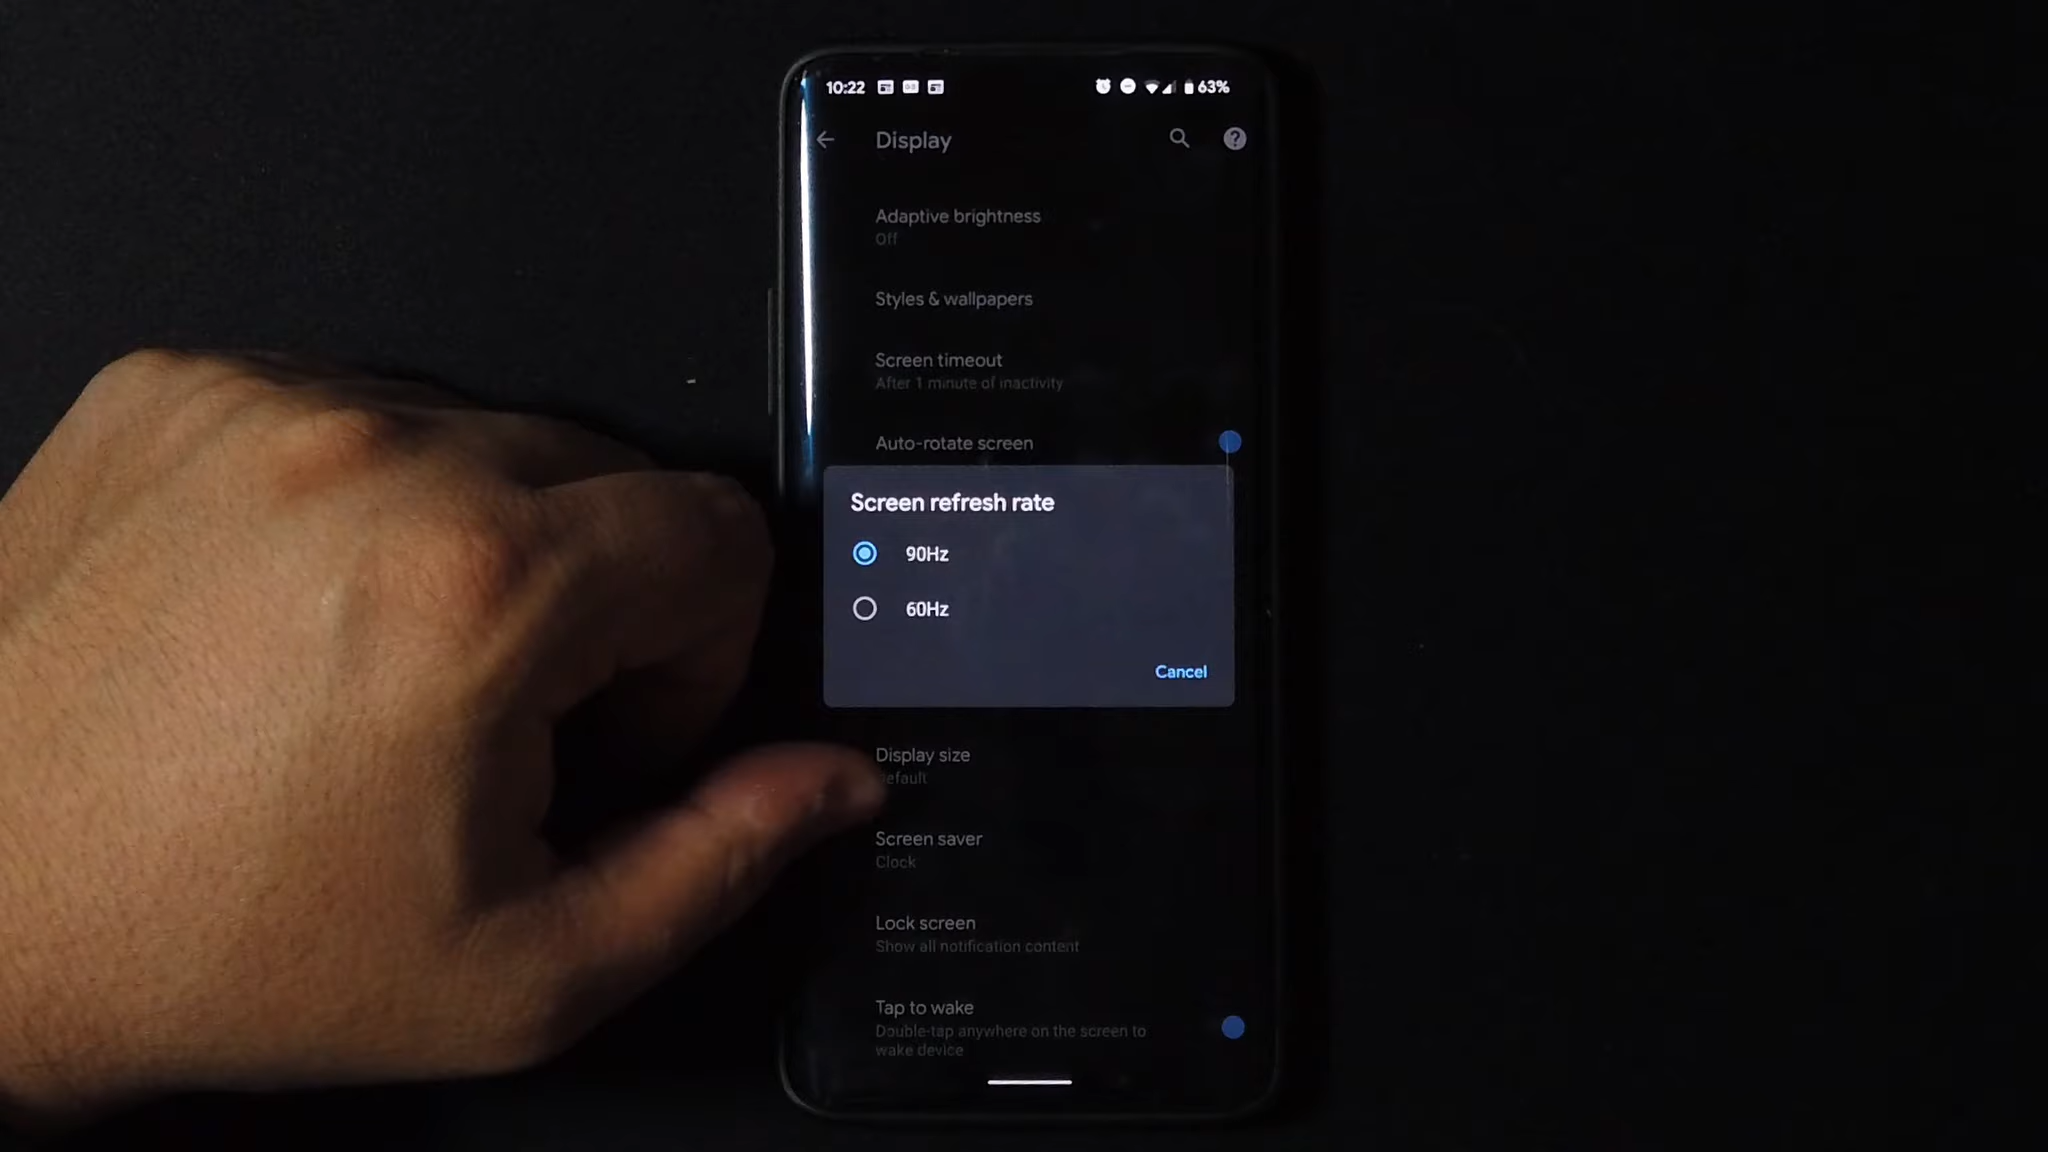 10:22 63%
Display
Adaptive brightness
Off
Styles & wallpapers
Screen timeout
After 1 minute of inactivity
Auto-rotate screen
Screen refresh rate
90Hz
60Hz
Cancel
Display size
efault
Screen saver
Clock
Lock screen
Show all notification content
Tap to wake
Double-tap anywhere on the screen to
wake device